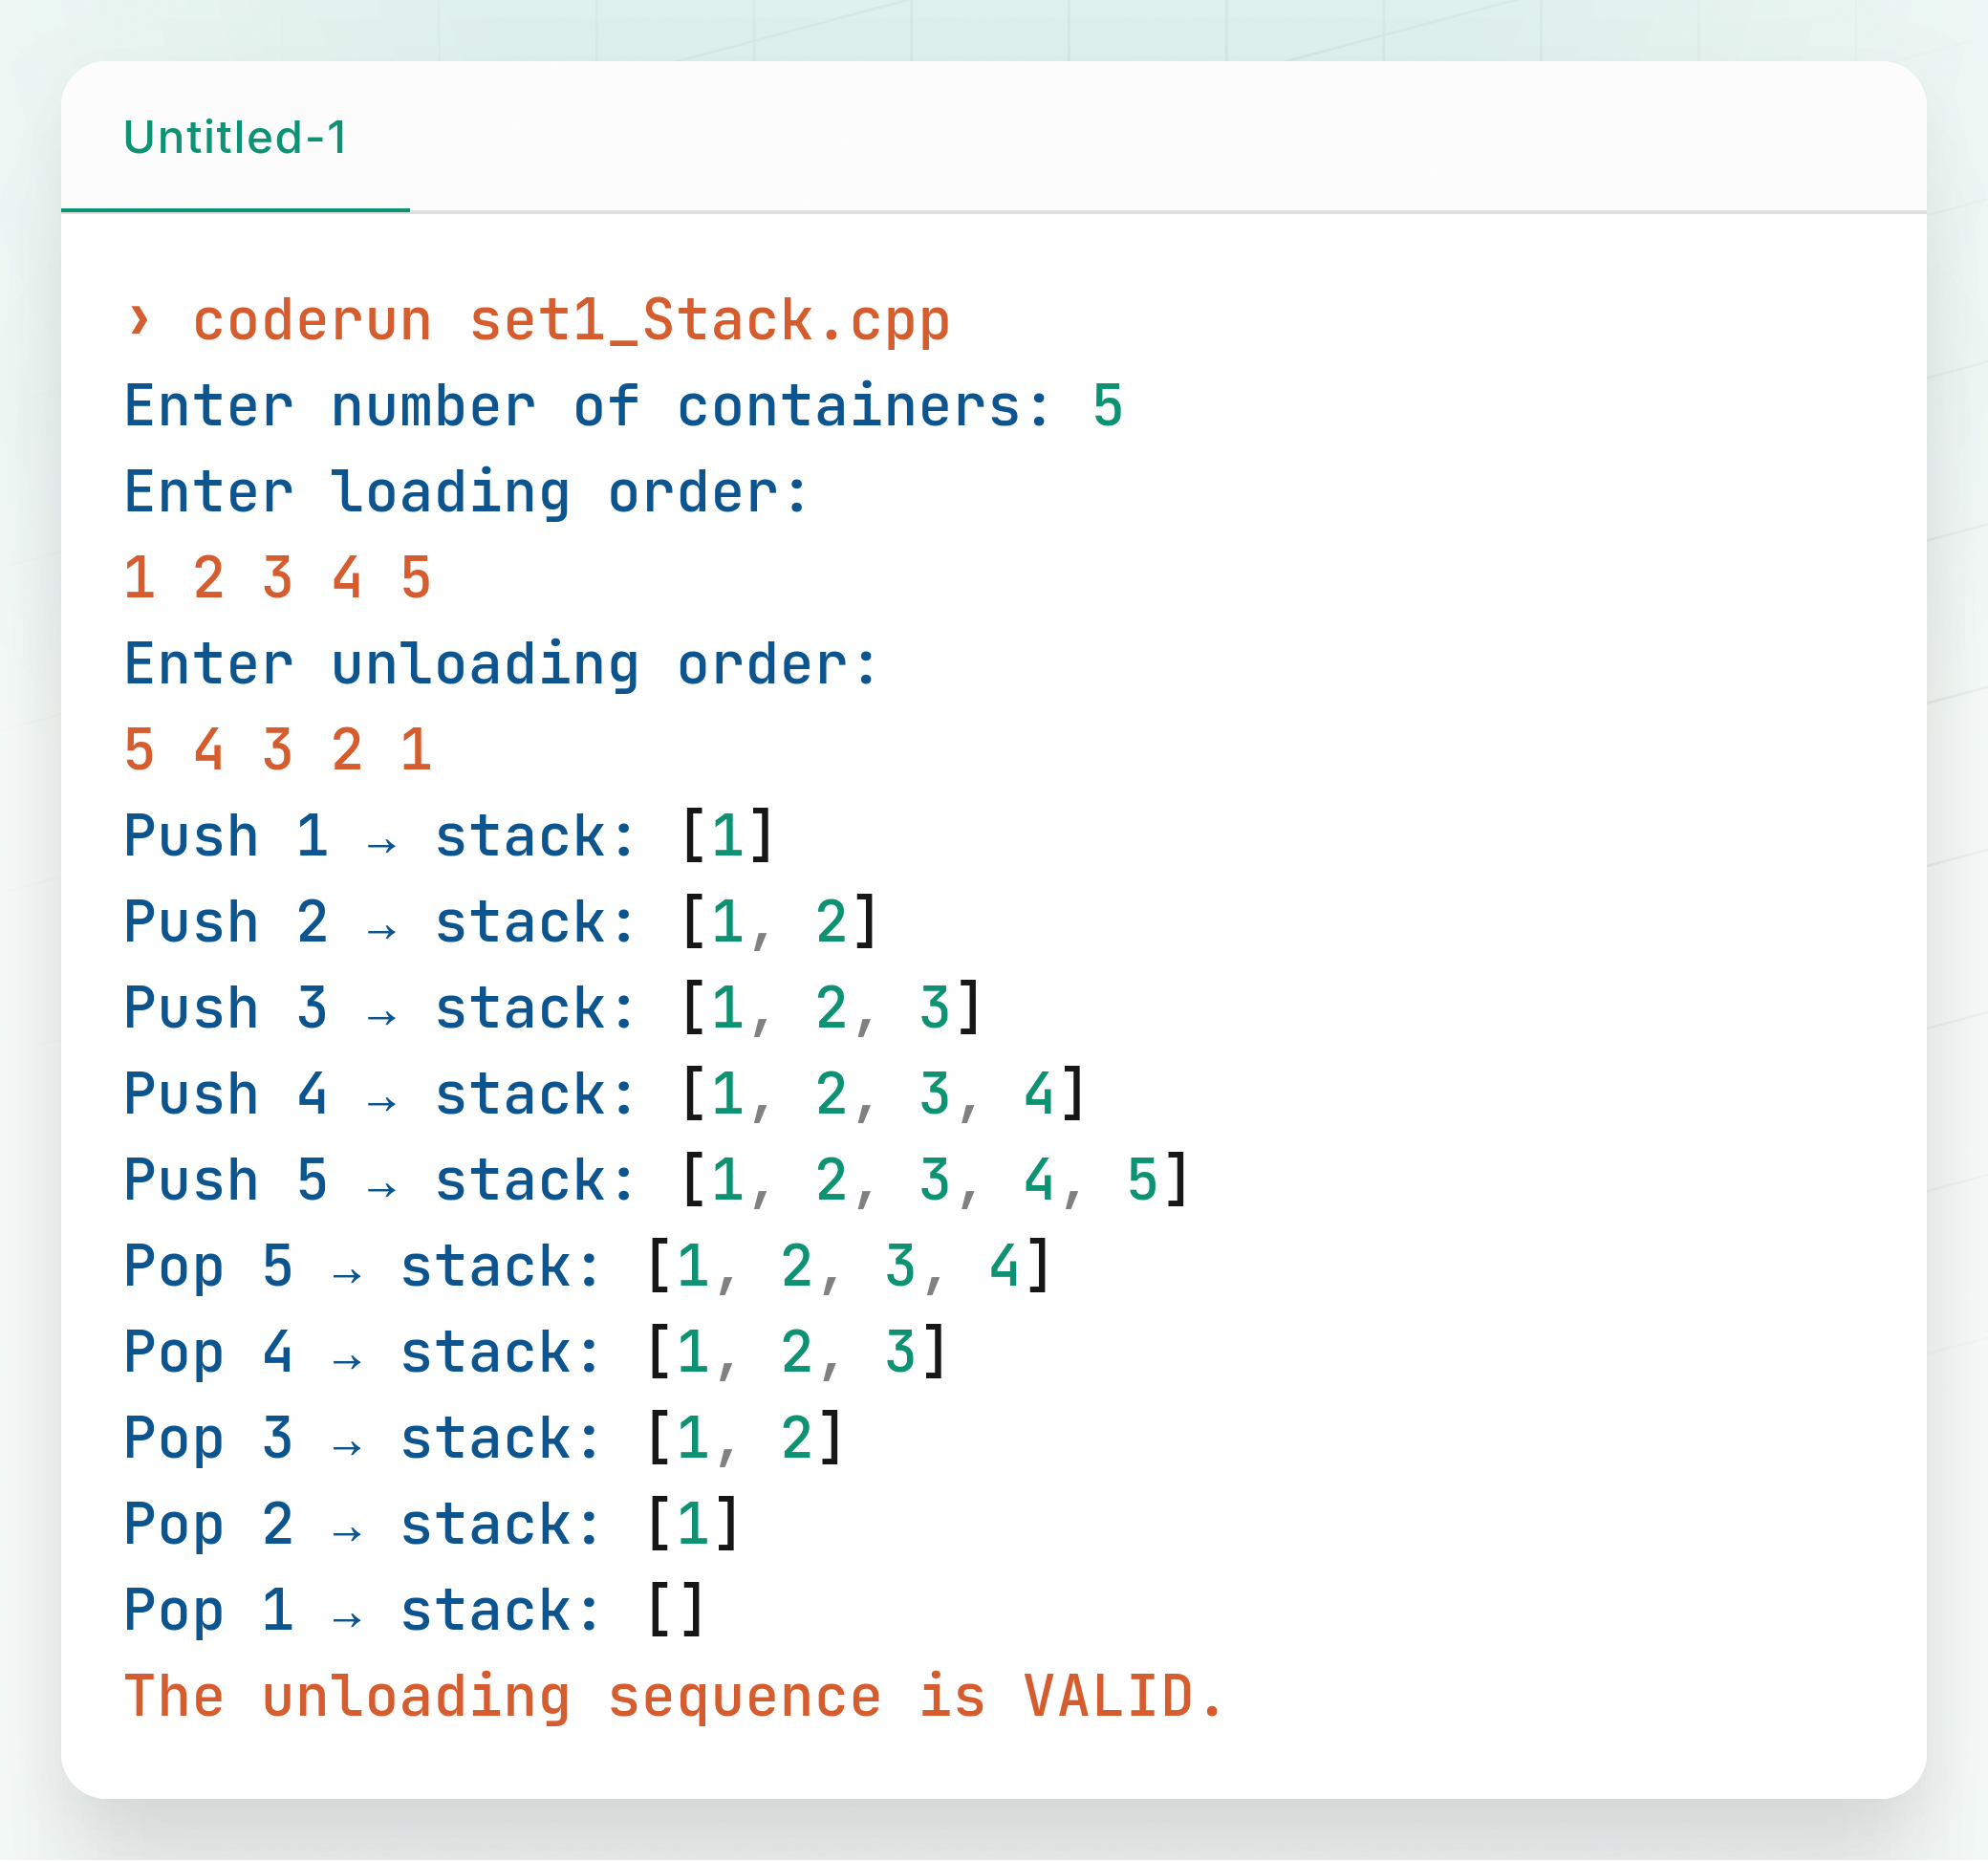 Untitled-1
› coderun set1_Stack.cpp
Enter number of containers: 5
Enter loading order:
1 2 3 4 5
Enter unloading order:
5 4 3 2 1
Push 1 → stack: [1]
Push 2 → stack: [1, 2]
Push 3 → stack: [1, 2, 3]
Push 4 → stack: [1, 2, 3, 4]
Push 5 → stack: [1, 2, 3, 4, 5]
Pop 5 → stack: [1, 2, 3, 4]
Pop 4 → stack: [1, 2, 3]
Pop 3 → stack: [1, 2]
Pop 2 → stack: [1]
Pop 1 → stack: []
The unloading sequence is VALID.